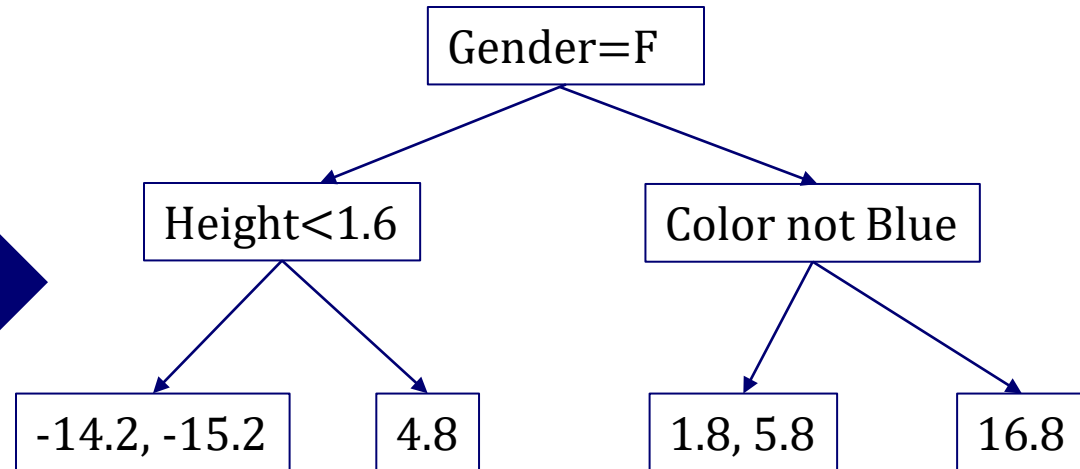 Gender=F
Height<1.6
Color not Blue
-14.2, -15.2
4.8
1.8, 5.8
16.8